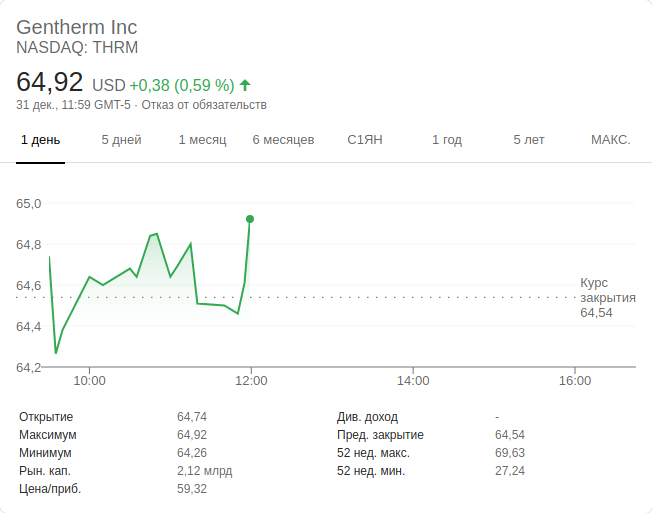 Gentherm Inc
NASDAQ: THRM
64,92 USD +0,38 (0,59 %)
31 дек., 11:59 GMT-5 · Отказ от обязательств
1 день 5 дней 1 месяц 6 месяцев С1ЯН 1 год 5 лет МАКС.
65,0
64,8
64,6
64,4
64,2
Курс
закрытия
64,54
10:00 12:00 14:00 16:00
Открытие 64,74 Див. доход -
Максимум 64,92 Пред. закрытие 64,54
Минимум 64,26 52 нед. макс. 69,63
Рын. кап. 2,12 млрд 52 нед. мин. 27,24
Цена/приб. 59,32